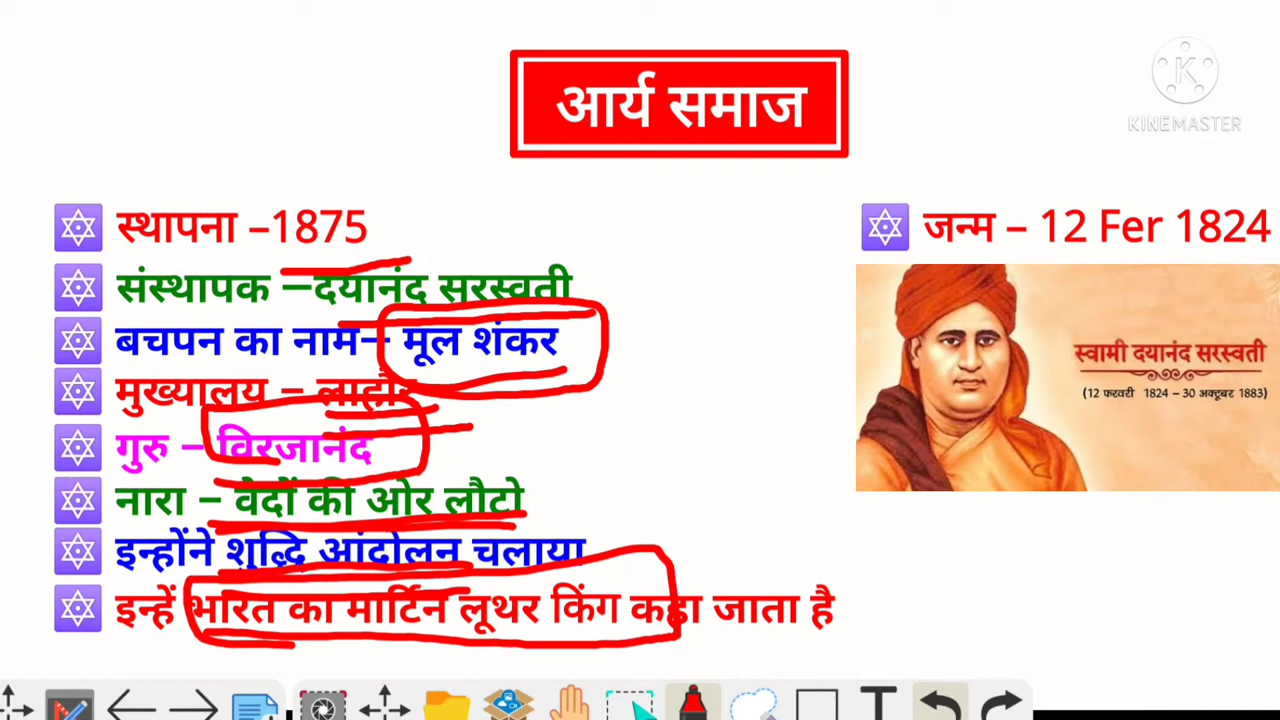 आर्य समाज
KINEMASTER
स्थापना –1875
जन्म – 12 Fer 1824
संस्थापक –दयानंद सरस्वती
बचपन का नाम– मूल शंकर
मुख्यालय – लाहौर
गुरु – विरजानंद
नारा – वेदों की ओर लौटो
इन्होंने शुद्धि आंदोलन चलाया
इन्हें भारत का मार्टिन लूथर किंग कहा जाता है
स्वामी दयानंद सरस्वती
(12 फरवरी 1824 – 30 अक्टूबर 1883)